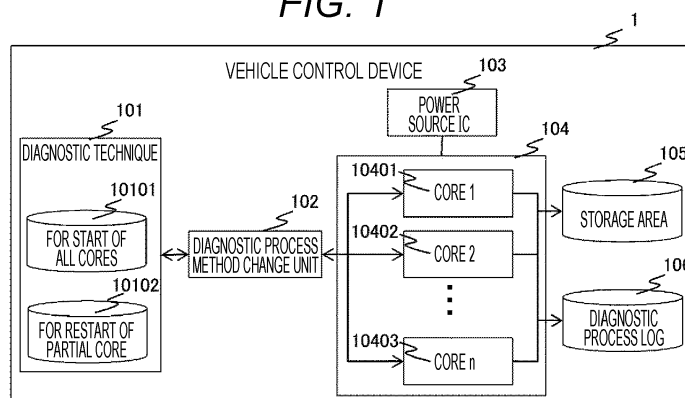 FIG. 1
1
VEHICLE CONTROL DEVICE
103
POWER
SOURCE IC
101
DIAGNOSTIC TECHNIQUE
104
105
10101
FOR START OF
ALL CORES
10401
CORE 1
STORAGE AREA
102
DIAGNOSTIC PROCESS
METHOD CHANGE UNIT
10402
CORE 2
106
10102
FOR RESTART OF
PARTIAL CORE
DIAGNOSTIC
PROCESS LOG
10403
CORE n